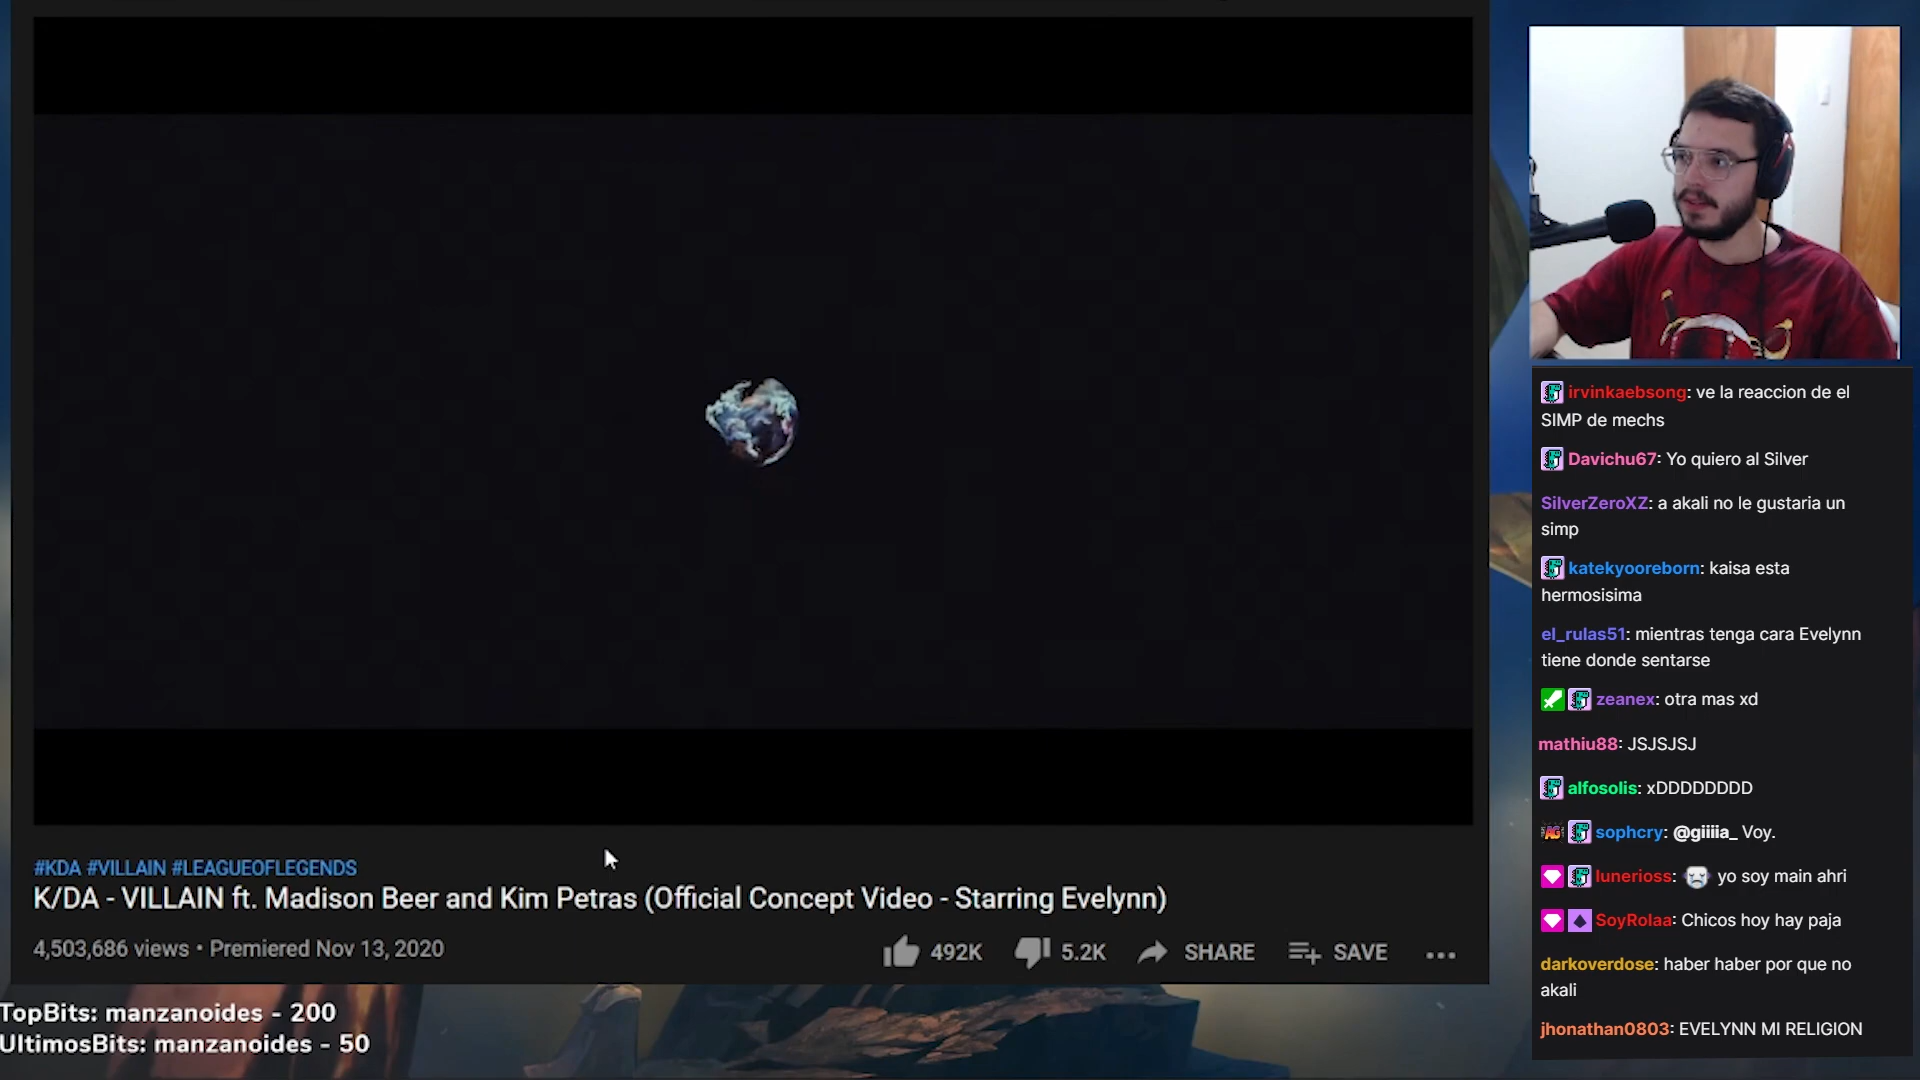 #KDA #VILLAIN #LEAGUEOFLEGENDS
K/DA - VILLAIN ft. Madison Beer and Kim Petras (Official Concept Video - Starring Evelynn)
4,503,686 views • Premiered Nov 13, 2020
492K 5.2K SHARE SAVE
TopBits: manzanoides - 200
UltimosBits: manzanoides - 50
irvinkaebsong: ve la reaccion de el
SIMP de mechs
Davichu67: Yo quiero al Silver
SilverZeroXZ: a akali no le gustaria un
simp
katekyooreborn: kaisa esta
hermosisima
el_rulas51: mientras tenga cara Evelynn
tiene donde sentarse
zeanex: otra mas xd
mathiu88: JSJSJSJ
alfosolis: xDDDDDDDD
AG sophcry: @giiiia_ Voy.
lunerioss: yo soy main ahri
SoyRolaa: Chicos hoy hay paja
darkoverdose: haber haber por que no
akali
jhonathan0803: EVELYNN MI RELIGION